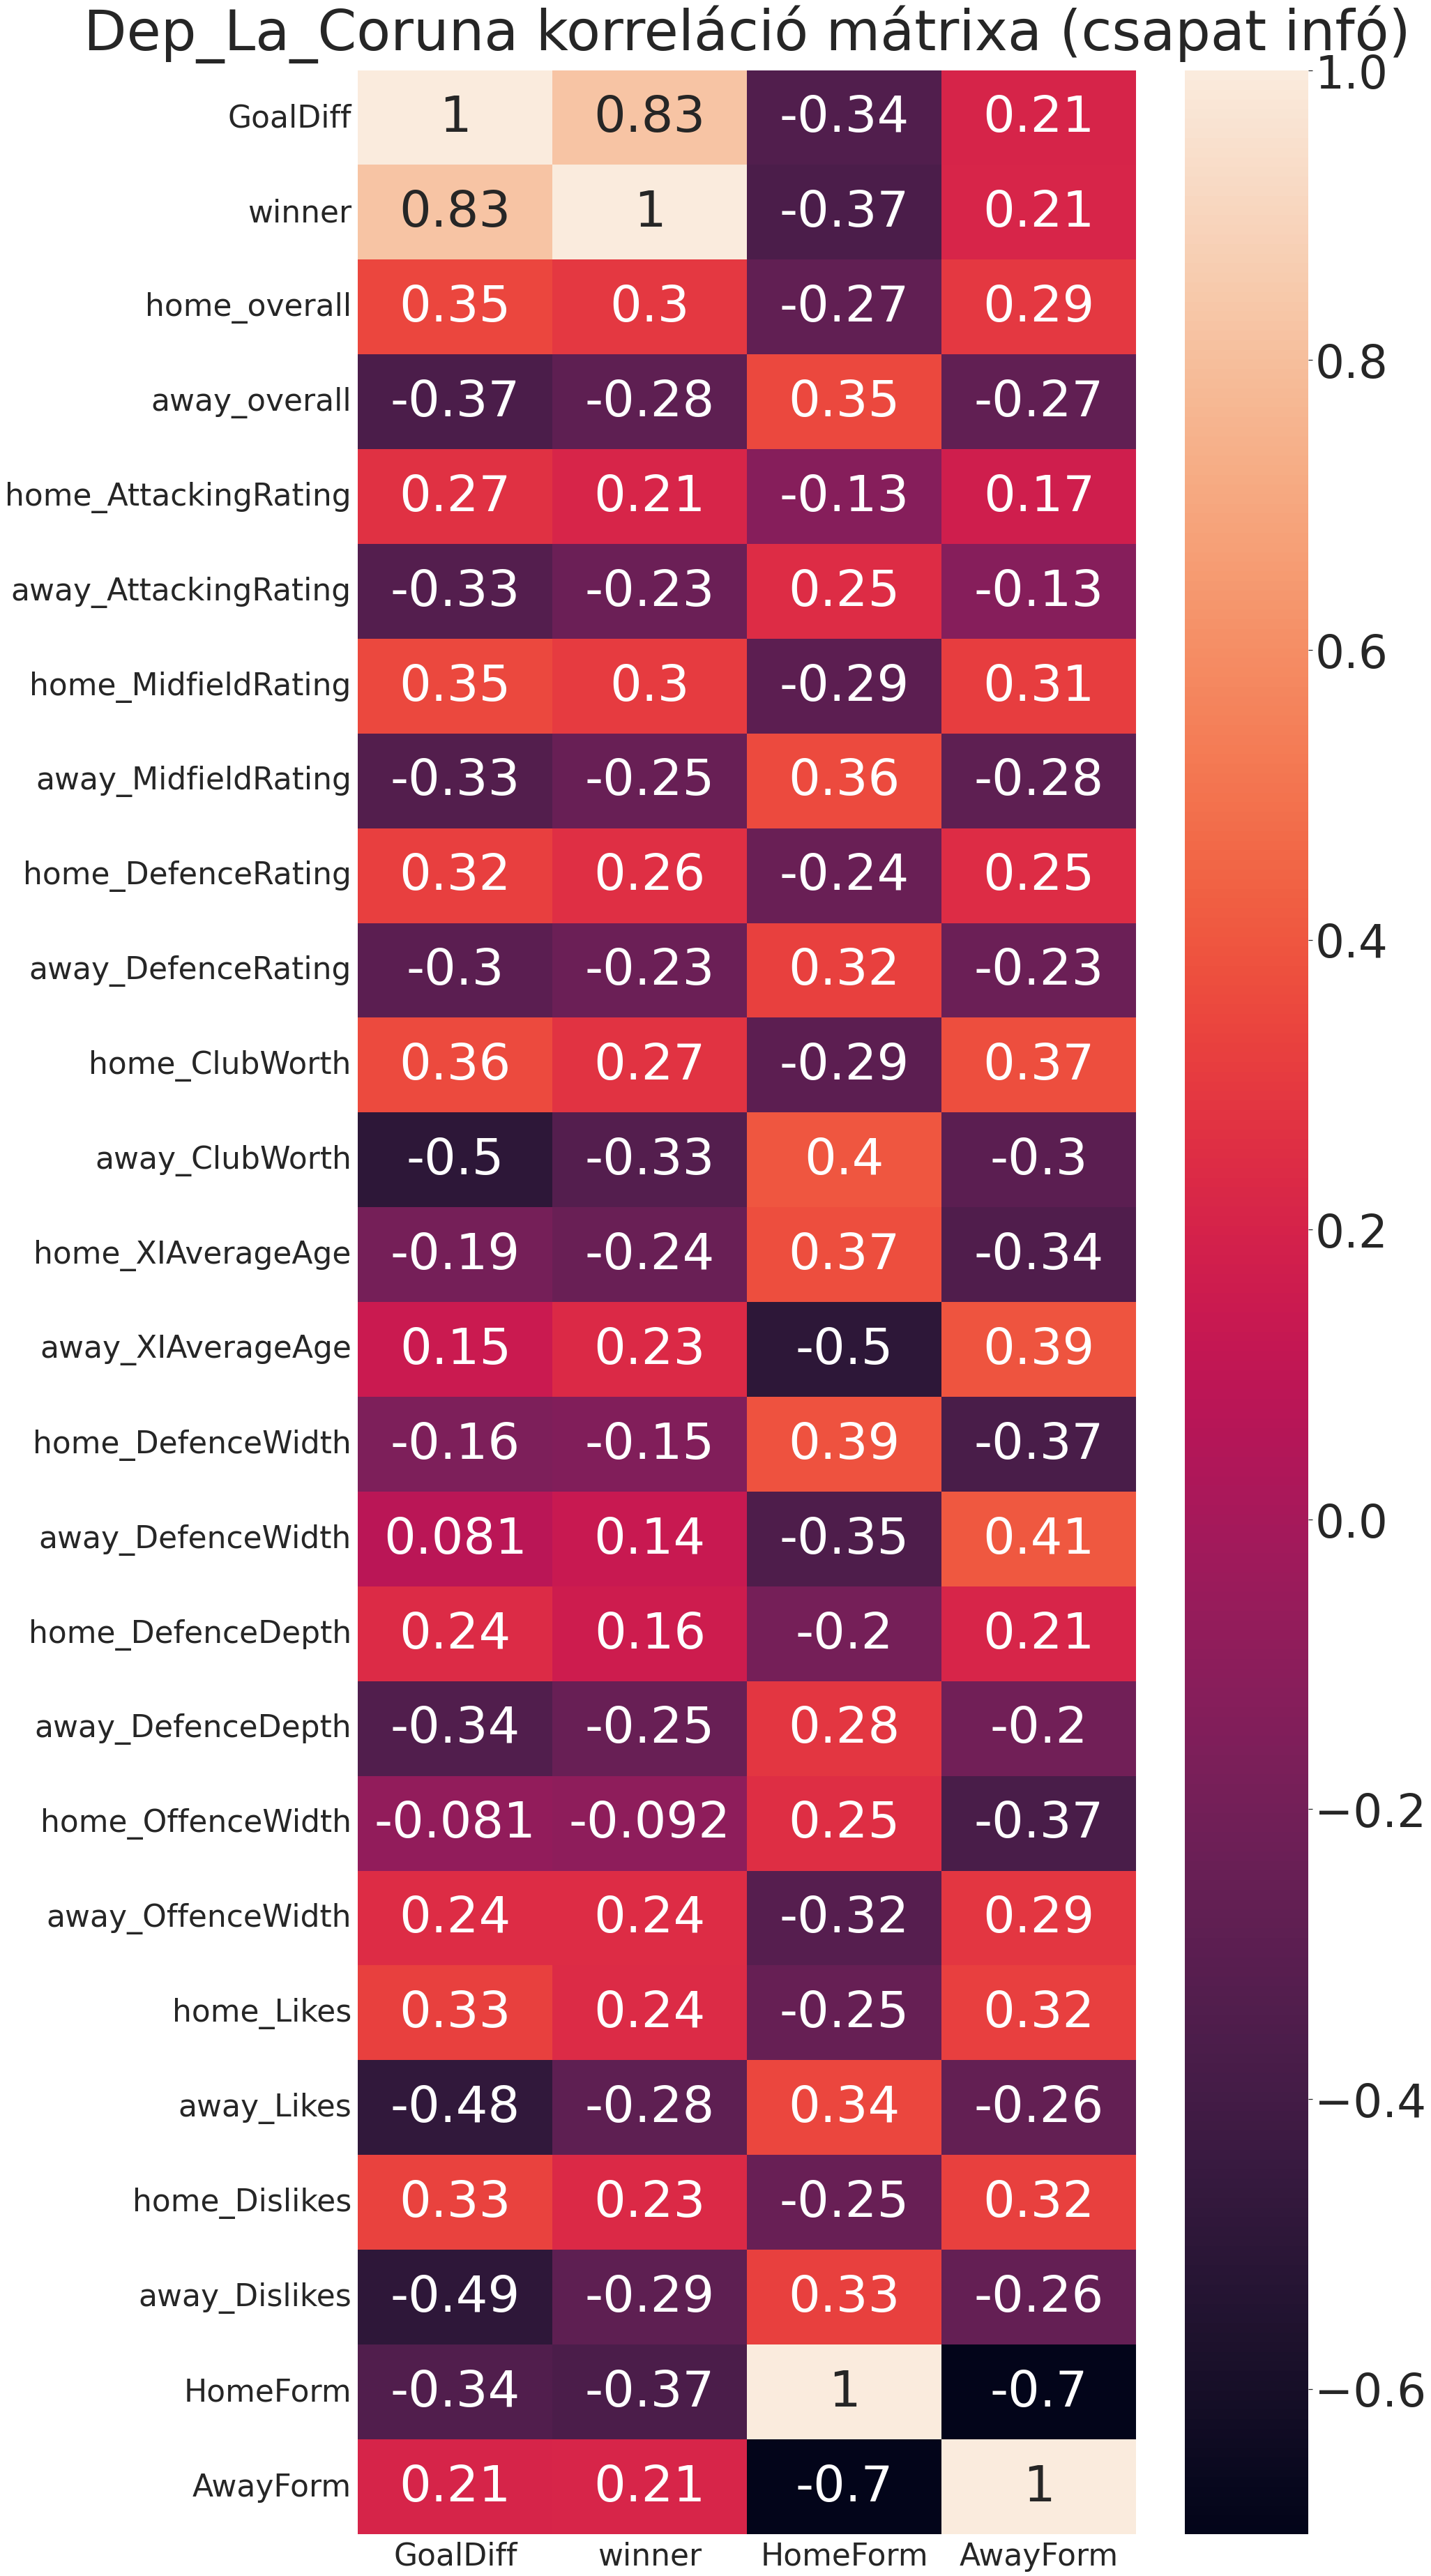 Dep_La_Coruna korreláció mátrixa (csapat infó)
GoalDiff 1 0.83 -0.34 0.21
winner 0.83 1 -0.37 0.21
home_overall 0.35 0.3 -0.27 0.29
away_overall -0.37 -0.28 0.35 -0.27
home_AttackingRating 0.27 0.21 -0.13 0.17
away_AttackingRating -0.33 -0.23 0.25 -0.13
home_MidfieldRating 0.35 0.3 -0.29 0.31
away_MidfieldRating -0.33 -0.25 0.36 -0.28
home_DefenceRating 0.32 0.26 -0.24 0.25
away_DefenceRating -0.3 -0.23 0.32 -0.23
home_ClubWorth 0.36 0.27 -0.29 0.37
away_ClubWorth -0.5 -0.33 0.4 -0.3
home_XIAverageAge -0.19 -0.24 0.37 -0.34
away_XIAverageAge 0.15 0.23 -0.5 0.39
home_DefenceWidth -0.16 -0.15 0.39 -0.37
away_DefenceWidth 0.081 0.14 -0.35 0.41
home_DefenceDepth 0.24 0.16 -0.2 0.21
away_DefenceDepth -0.34 -0.25 0.28 -0.2
home_OffenceWidth -0.081 -0.092 0.25 -0.37
away_OffenceWidth 0.24 0.24 -0.32 0.29
home_Likes 0.33 0.24 -0.25 0.32
away_Likes -0.48 -0.28 0.34 -0.26
home_Dislikes 0.33 0.23 -0.25 0.32
away_Dislikes -0.49 -0.29 0.33 -0.26
HomeForm -0.34 -0.37 1 -0.7
AwayForm 0.21 0.21 -0.7 1
GoalDiff winner HomeForm AwayForm
1.0
0.8
0.6
0.4
0.2
0.0
−0.2
−0.4
−0.6